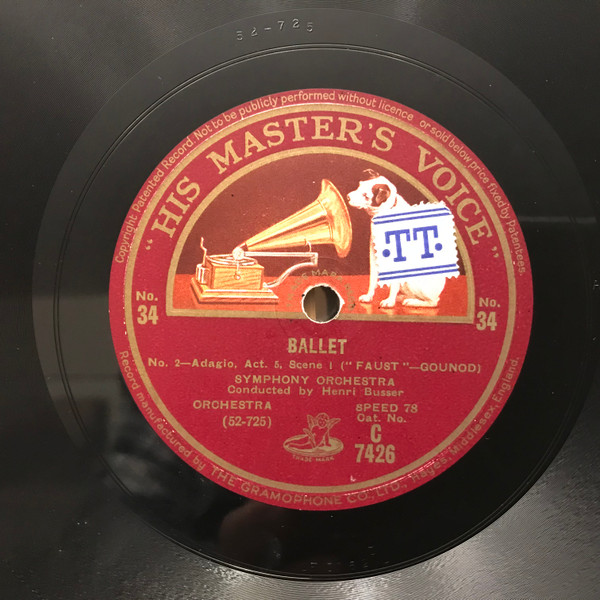 52-725
Copyright Patented Record. Not to be publicly performed without licence or sold below price fixed by Patentees.
"HIS MASTER'S VOICE"
·TT·
No.
34
No.
34
BALLET
No. 2—Adagio, Act. 5, Scene 1 ("FAUST"—GOUNOD)
SYMPHONY ORCHESTRA
Conducted by Henri Busser
ORCHESTRA
(52-725)
SPEED 78
Cat. No.
C
7426
TRADE-MARK
Record manufactured by THE GRAMOPHONE CO., LTD., Hayes, Middlesex, England.